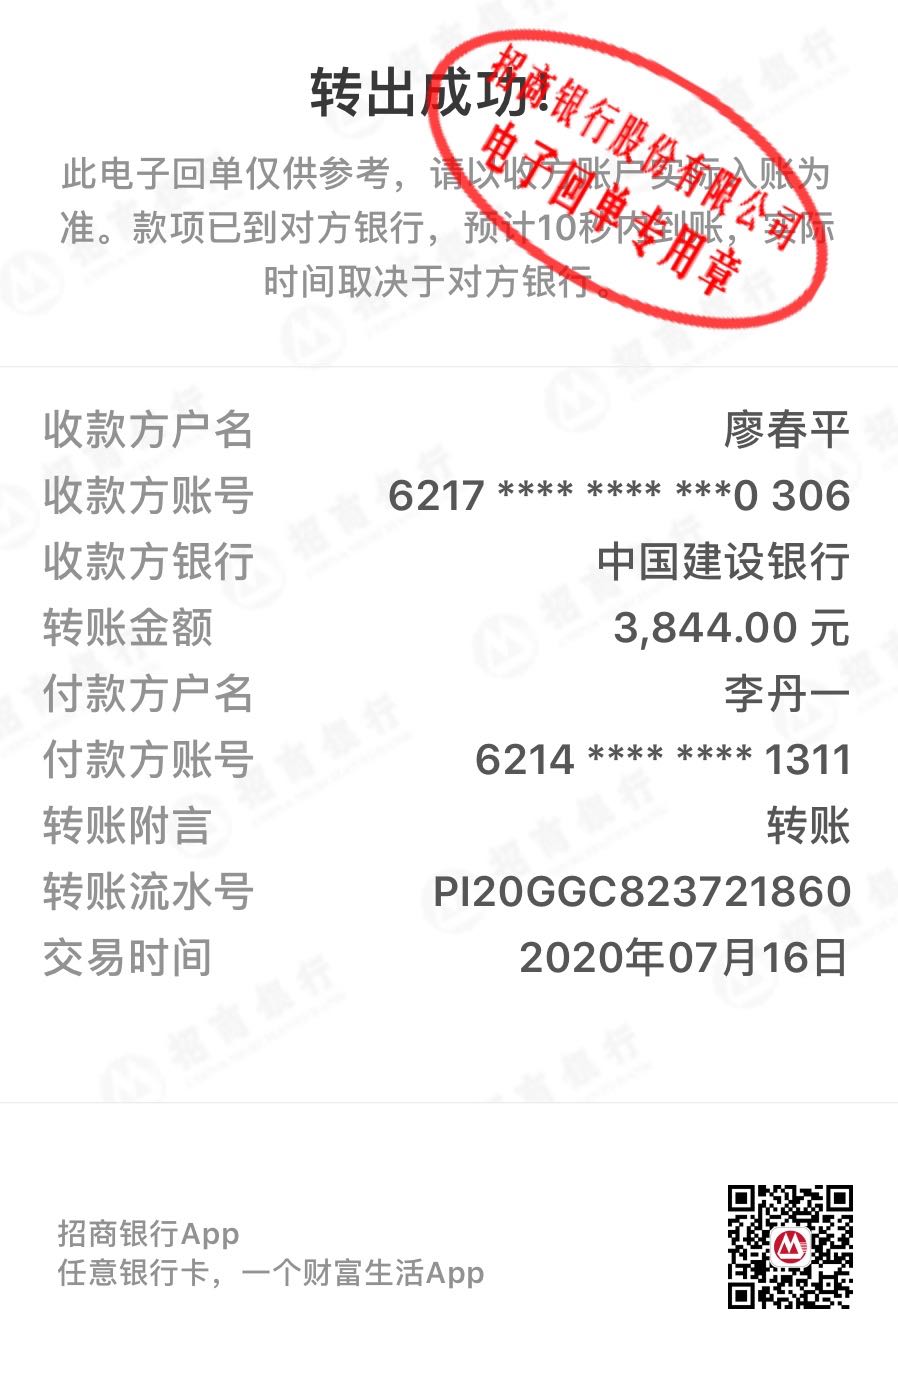 转出成功!
招商银行股份有限公司
电子回单专用章
此电子回单仅供参考，请以收方账户实际入账为
准。款项已到对方银行，预计10秒内到账，实际
时间取决于对方银行。
收款方户名 廖春平
收款方账号 6217 **** **** ***0 306
收款方银行 中国建设银行
转账金额 3,844.00 元
付款方户名 李丹一
付款方账号 6214 **** **** 1311
转账附言 转账
转账流水号 PI20GGC823721860
交易时间 2020年07月16日
招商银行App
任意银行卡，一个财富生活App